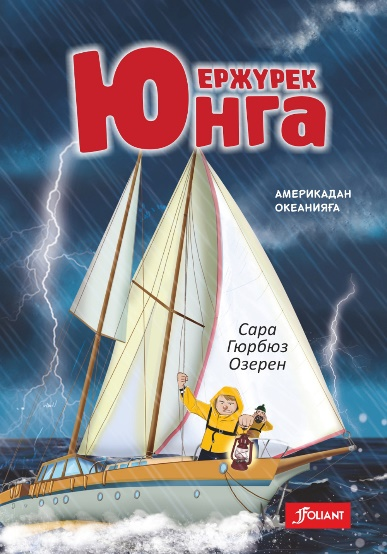 ЕРЖҮРЕК
Юнга
АМЕРИКАДАН
ОКЕАНИЯҒА
Сара
Гюрбюз
Озерен
FOLIANT